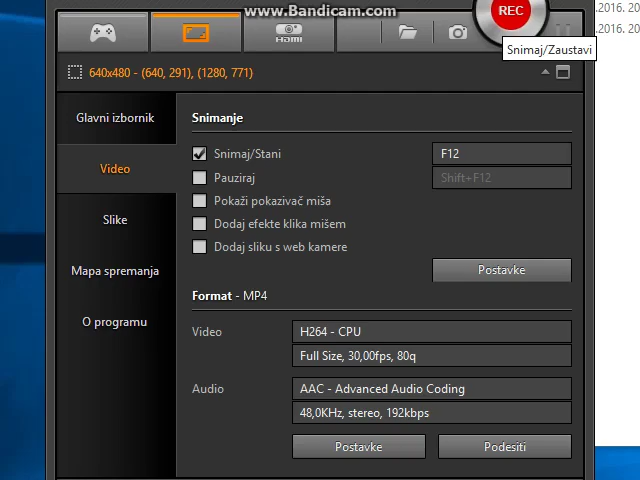 www.Bandicam.com
REC
.2016. 20
HDMI
.2016. 20
Snimaj/Zaustavi
640x480 - (640, 291), (1280, 771)
Glavni izbornik
Video
Slike
Mapa spremanja
O programu
Snimanje
Snimaj/Stani
F12
Pauziraj
Shift+F12
Pokaži pokazivač miša
Dodaj efekte klika mišem
Dodaj sliku s web kamere
Postavke
Format - MP4
Video
H264 - CPU
Full Size, 30,00fps, 80q
Audio
AAC - Advanced Audio Coding
48,0KHz, stereo, 192kbps
Postavke
Podesiti